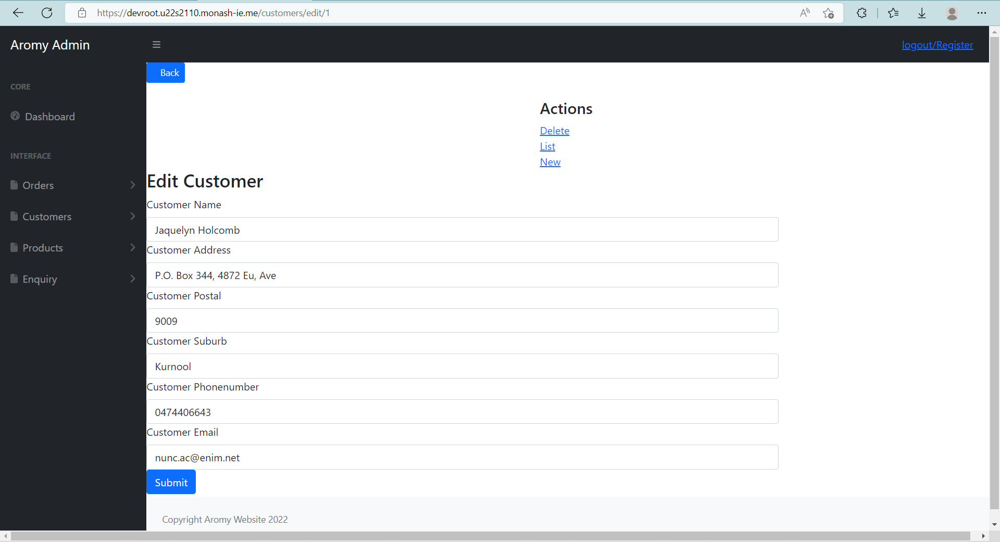 https://devroot.u22s2110.monash-ie.me/customers/edit/1
Aromy Admin
logout/Register
Back
CORE
Dashboard
INTERFACE
Orders
Customers
Products
Enquiry
Actions
Delete
List
New
Edit Customer
Customer Name
Jaquelyn Holcomb
Customer Address
P.O. Box 344, 4872 Eu, Ave
Customer Postal
9009
Customer Suburb
Kurnool
Customer Phonenumber
0474406643
Customer Email
nunc.ac@enim.net
Submit
Copyright Aromy Website 2022